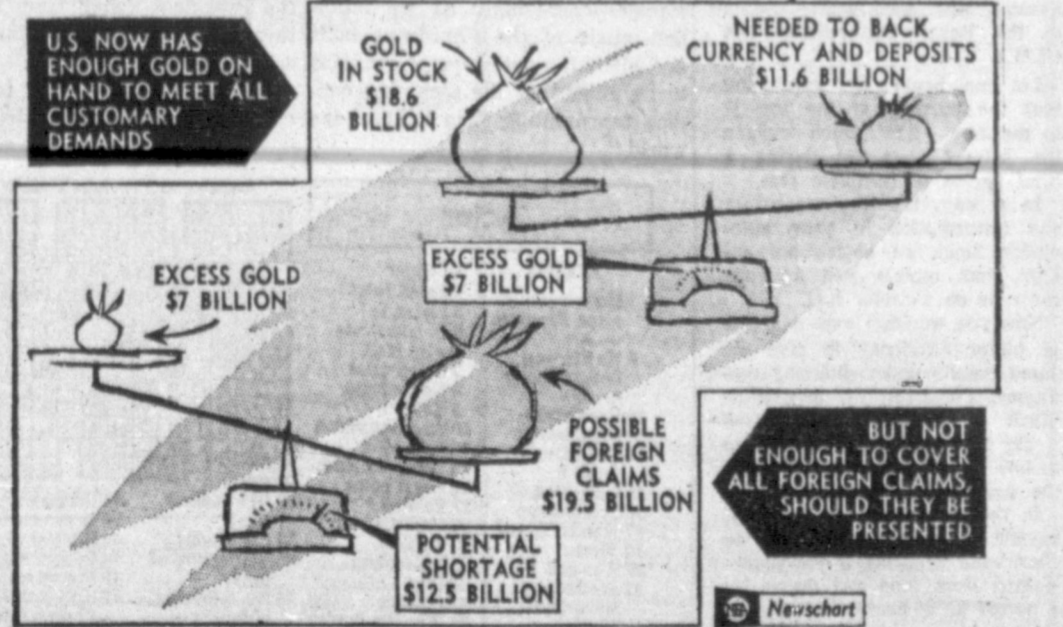 U.S. NOW HAS
ENOUGH GOLD ON
HAND TO MEET ALL
CUSTOMARY
DEMANDS
GOLD
IN STOCK
$18.6
BILLION
NEEDED TO BACK
CURRENCY AND DEPOSITS
$11.6 BILLION
EXCESS GOLD
$7 BILLION
EXCESS GOLD
$7 BILLION
POSSIBLE
FOREIGN
CLAIMS
$19.5 BILLION
BUT NOT
ENOUGH TO COVER
ALL FOREIGN CLAIMS,
SHOULD THEY BE
PRESENTED
POTENTIAL
SHORTAGE
$12.5 BILLION
Newschart